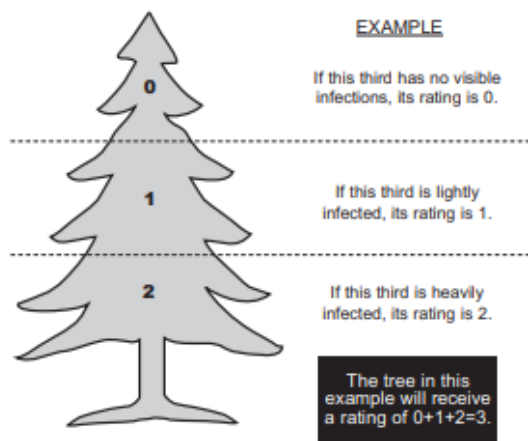 EXAMPLE
0
If this third has no visible
infections, its rating is 0.
1
If this third is lightly
infected, its rating is 1.
2
If this third is heavily
infected, its rating is 2.
The tree in this
example will receive
a rating of 0+1+2=3.